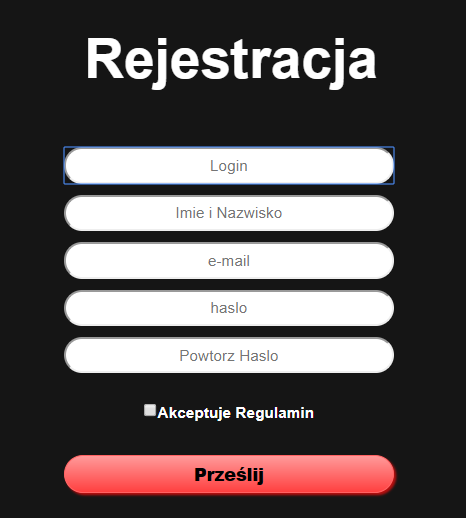 Rejestracja
Login
Imie i Nazwisko
e-mail
haslo
Powtorz Haslo
Akceptuje Regulamin
Prześlij